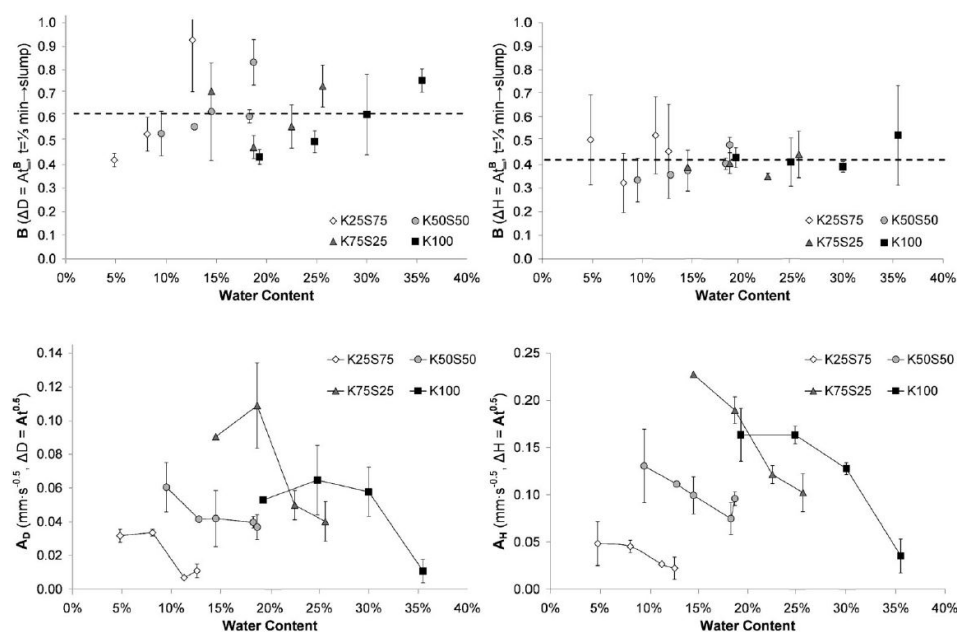 B (ΔD = Atᴮ, t=⅓ min→slump)
1.0
0.9
0.8
0.7
0.6
0.5
0.4
0.3
0.2
0.1
0.0
K25S75
K50S50
K75S25
K100
0% 5% 10% 15% 20% 25% 30% 35% 40%
Water Content
B (ΔH = Atᴮ, t=⅓ min→slump)
1.0
0.9
0.8
0.7
0.6
0.5
0.4
0.3
0.2
0.1
0.0
K25S75
K50S50
K75S25
K100
0% 5% 10% 15% 20% 25% 30% 35% 40%
Water Content
A_D (mm·s⁻⁰·⁵, ΔD = At⁰·⁵)
0.14
0.12
0.10
0.08
0.06
0.04
0.02
0.00
K25S75
K50S50
K75S25
K100
0% 5% 10% 15% 20% 25% 30% 35% 40%
Water Content
A_H (mm·s⁻⁰·⁵, ΔH = At⁰·⁵)
0.25
0.20
0.15
0.10
0.05
0.00
K25S75
K50S50
K75S25
K100
0% 5% 10% 15% 20% 25% 30% 35% 40%
Water Content